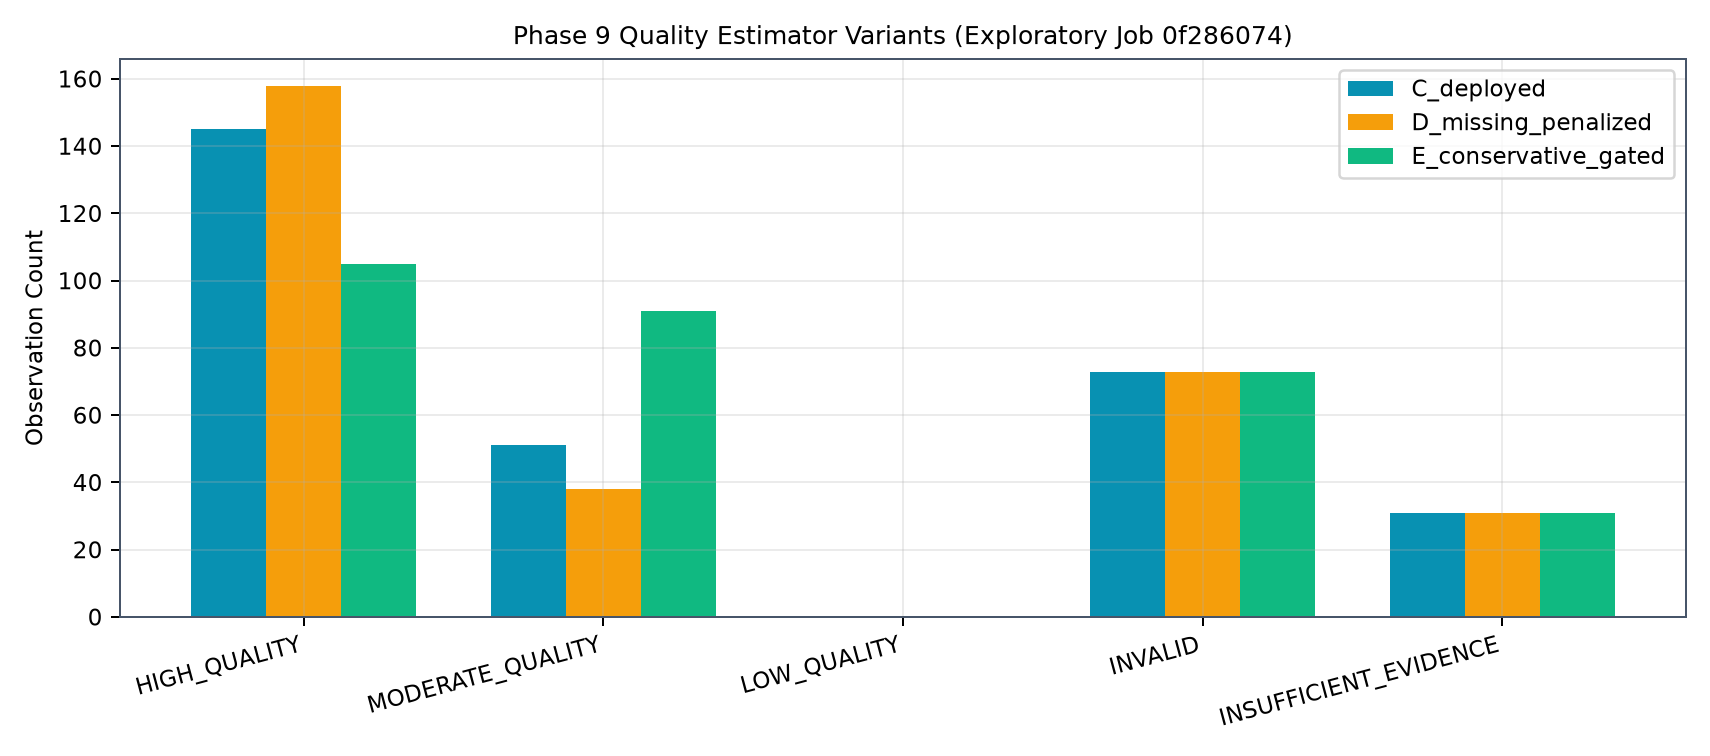 Phase 9 Quality Estimator Variants (Exploratory Job 0f286074)
C_deployed
D_missing_penalized
E_conservative_gated
Observation Count
160
140
120
100
80
60
40
20
0
HIGH_QUALITY
MODERATE_QUALITY
LOW_QUALITY
INVALID
INSUFFICIENT_EVIDENCE